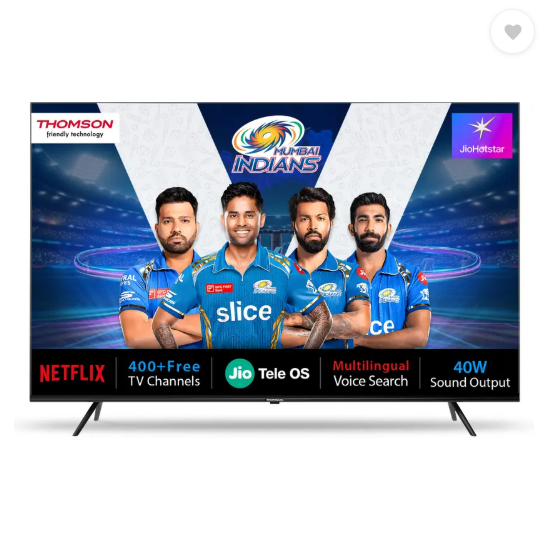 THOMSON
friendly technology
MUMBAI
INDIANS
JioHotstar
slice
slice
NETFLIX
400+Free
TV Channels
Jio Tele OS
Multilingual
Voice Search
40W
Sound Output
THOMSON